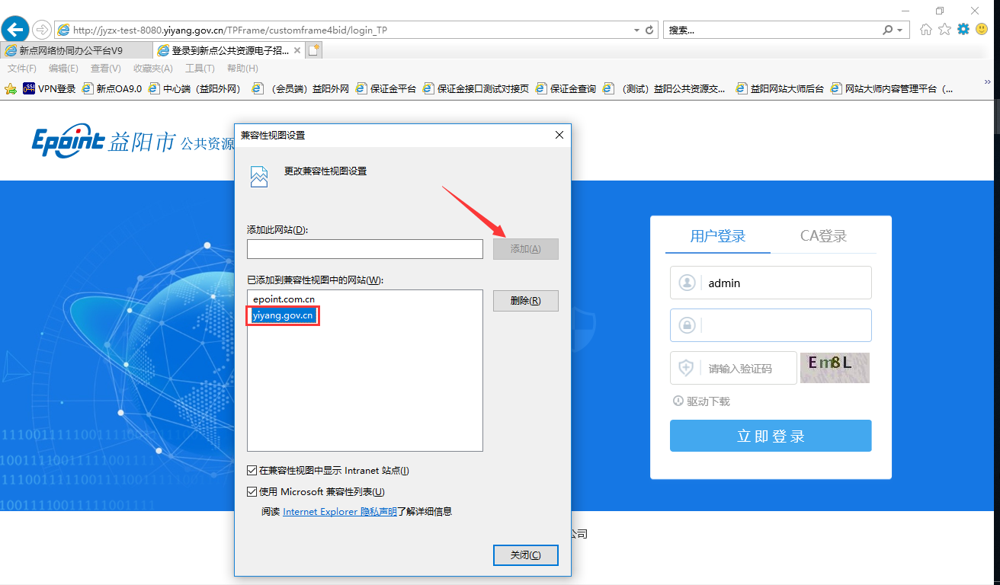 http://jyzx-test-8080.yiyang.gov.cn/TPFrame/customframe4bid/login_TP
搜索...
新点网络协同办公平台V9
登录到新点公共资源电子招...
文件(F) 编辑(E) 查看(V) 收藏夹(A) 工具(T) 帮助(H)
VPN登录 新点OA9.0 中心端（益阳外网） （会员端）益阳外网 保证金平台 保证金接口测试对接页 保证金查询 （测试）益阳公共资源交... 益阳网站大师后台 网站大师内容管理平台（... »
Epoint 益阳市 公共资源
兼容性视图设置
更改兼容性视图设置
添加此网站(D):
添加(A)
已添加到兼容性视图中的网站(W):
epoint.com.cn
yiyang.gov.cn
删除(R)
在兼容性视图中显示 Intranet 站点(I)
使用 Microsoft 兼容性列表(U)
阅读 Internet Explorer 隐私声明了解详细信息
关闭(C)
用户登录
CA登录
admin
请输入验证码
Em8L
驱动下载
立即登录
公司